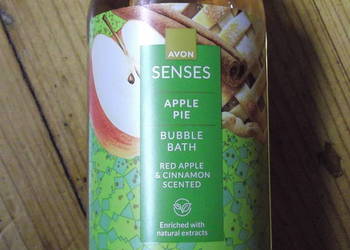 AVON
SENSES
APPLE
PIE
BUBBLE
BATH
RED APPLE
& CINNAMON
SCENTED
Enriched with
natural extracts